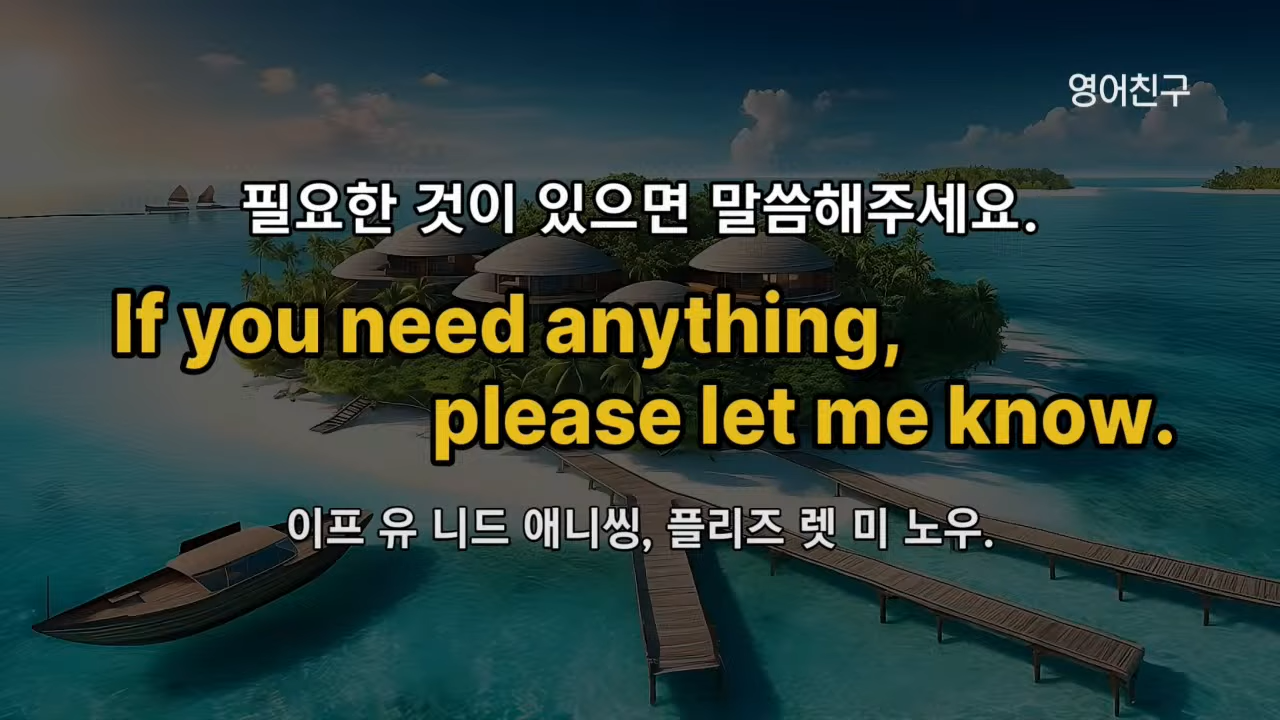 영어친구
필요한 것이 있으면 말씀해주세요.
If you need anything,
please let me know.
이프 유 니드 애니씽, 플리즈 렛 미 노우.